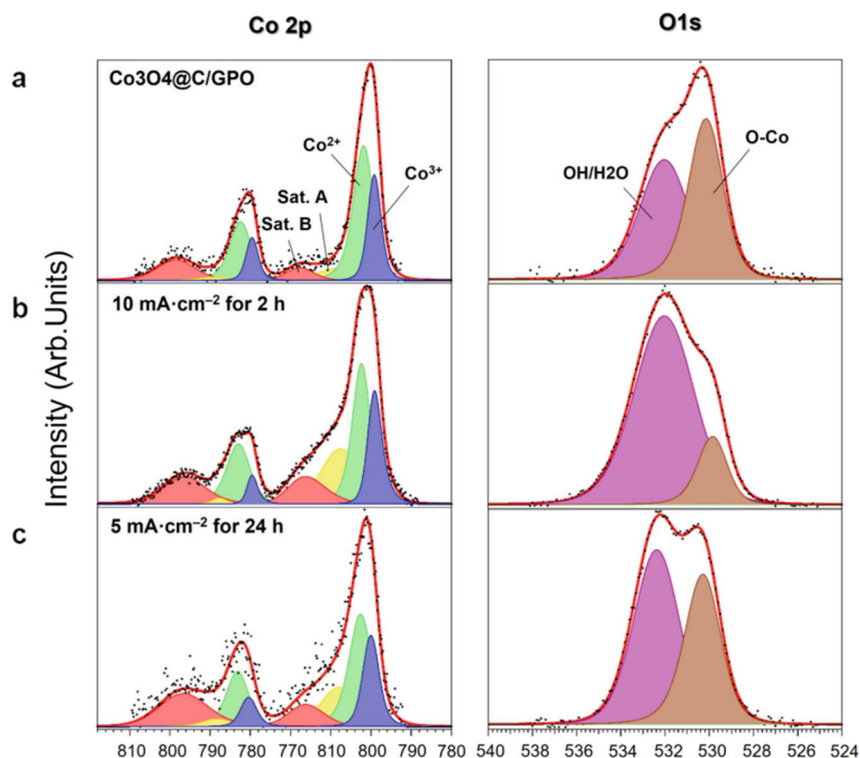 Co 2p
O1s
a
Co3O4@C/GPO
Co2+
Co3+
Sat. A
Sat. B
O-Co
OH/H2O
b
10 mA·cm−2 for 2 h
c
5 mA·cm−2 for 24 h
Intensity (Arb.Units)
810 800 790 780 770 810 800 790 780
540 538 536 534 532 530 528 526 524